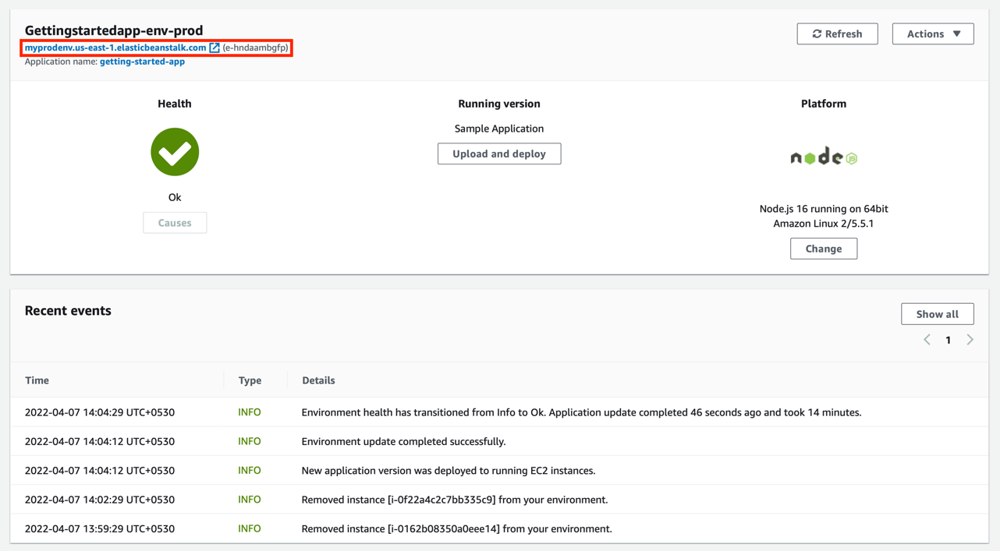 Gettingstartedapp-env-prod
Refresh
Actions
myprodenv.us-east-1.elasticbeanstalk.com (e-hndaambgfp)
Application name: getting-started-app
Health
Running version
Platform
Sample Application
Upload and deploy
node JS
Ok
Causes
Node.js 16 running on 64bit
Amazon Linux 2/5.5.1
Change
Recent events
Show all
1
Time Type Details
2022-04-07 14:04:29 UTC+0530 INFO Environment health has transitioned from Info to Ok. Application update completed 46 seconds ago and took 14 minutes.
2022-04-07 14:04:12 UTC+0530 INFO Environment update completed successfully.
2022-04-07 14:04:12 UTC+0530 INFO New application version was deployed to running EC2 instances.
2022-04-07 14:02:29 UTC+0530 INFO Removed instance [i-0f22a4c2c7bb335c9] from your environment.
2022-04-07 13:59:29 UTC+0530 INFO Removed instance [i-0162b08350a0eee14] from your environment.